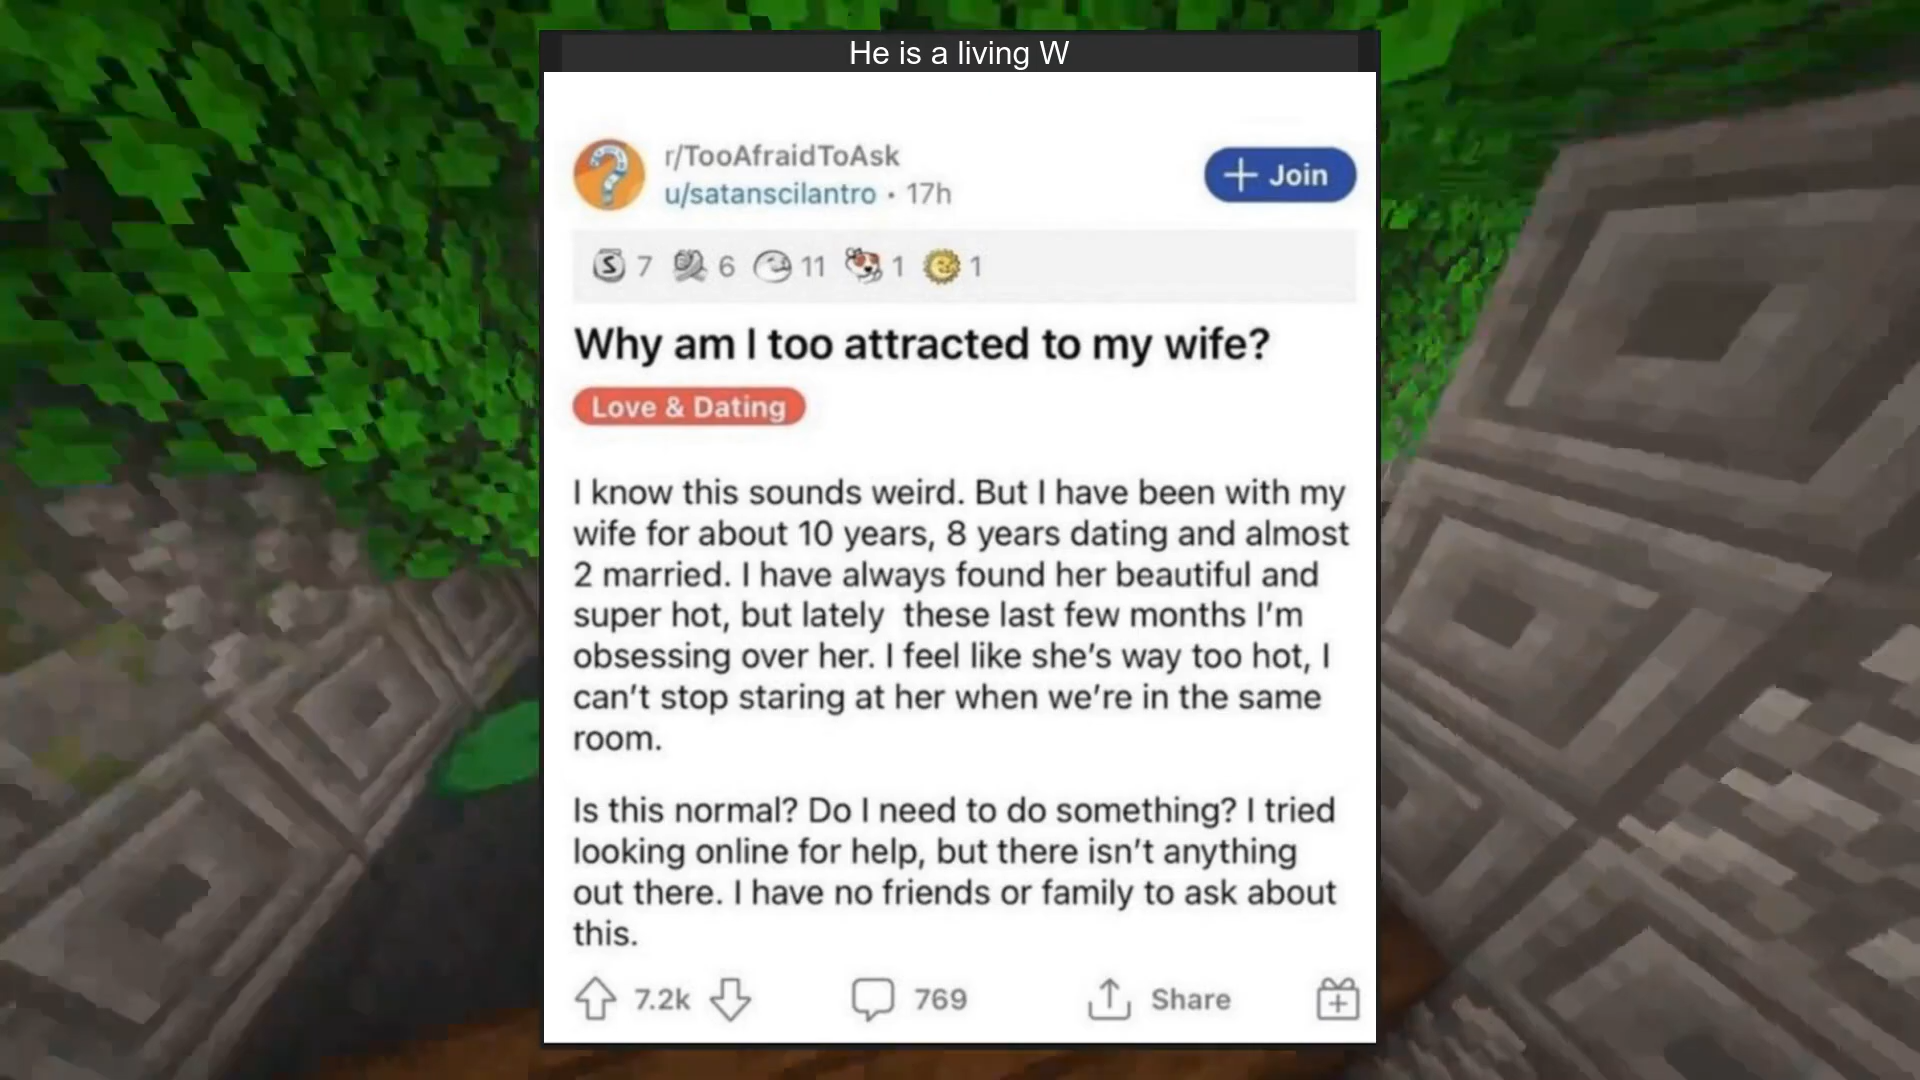 He is a living W
r/TooAfraidToAsk
u/satanscilantro · 17h
Join
7 6 11 1 1
Why am I too attracted to my wife?
Love & Dating
I know this sounds weird. But I have been with my
wife for about 10 years, 8 years dating and almost
2 married. I have always found her beautiful and
super hot, but lately these last few months I'm
obsessing over her. I feel like she's way too hot, I
can't stop staring at her when we're in the same
room.
Is this normal? Do I need to do something? I tried
looking online for help, but there isn't anything
out there. I have no friends or family to ask about
this.
7.2k 769 Share